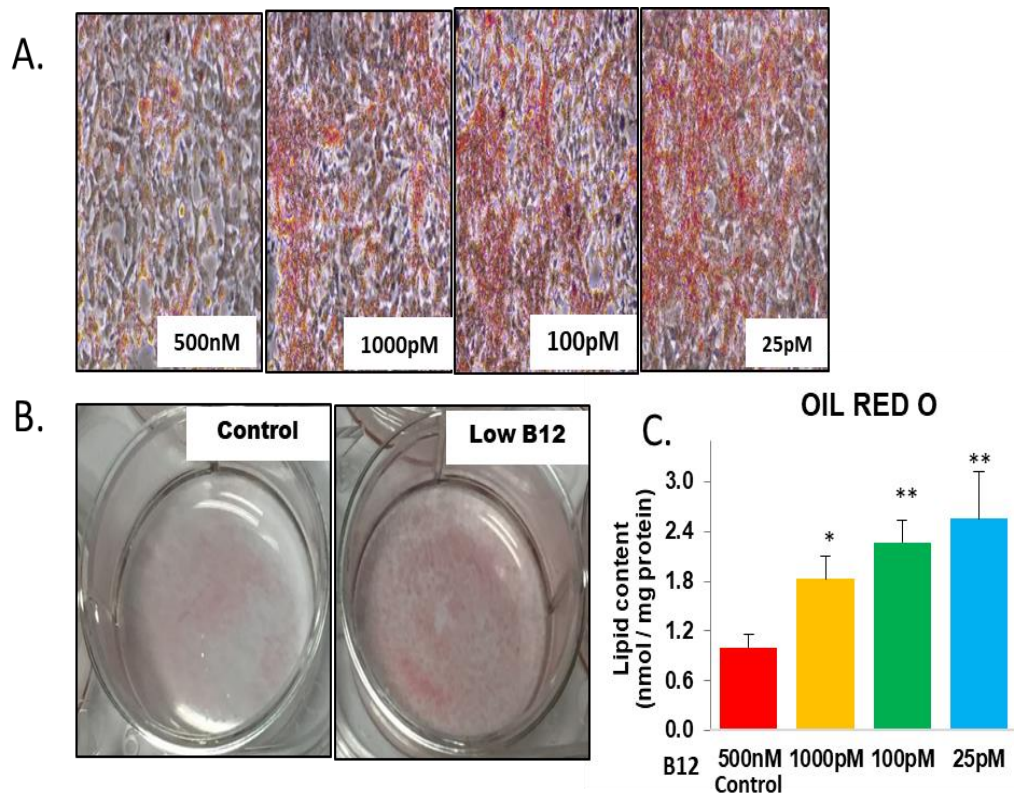 A.
500nM
1000pM
100pM
25pM
B.
Control
Low B12
C.
OIL RED O
Lipid content
(nmol / mg protein)
3.0
2.4
1.8
1.2
0.6
0.0
*
**
**
B12
500nM
Control
1000pM
100pM
25pM